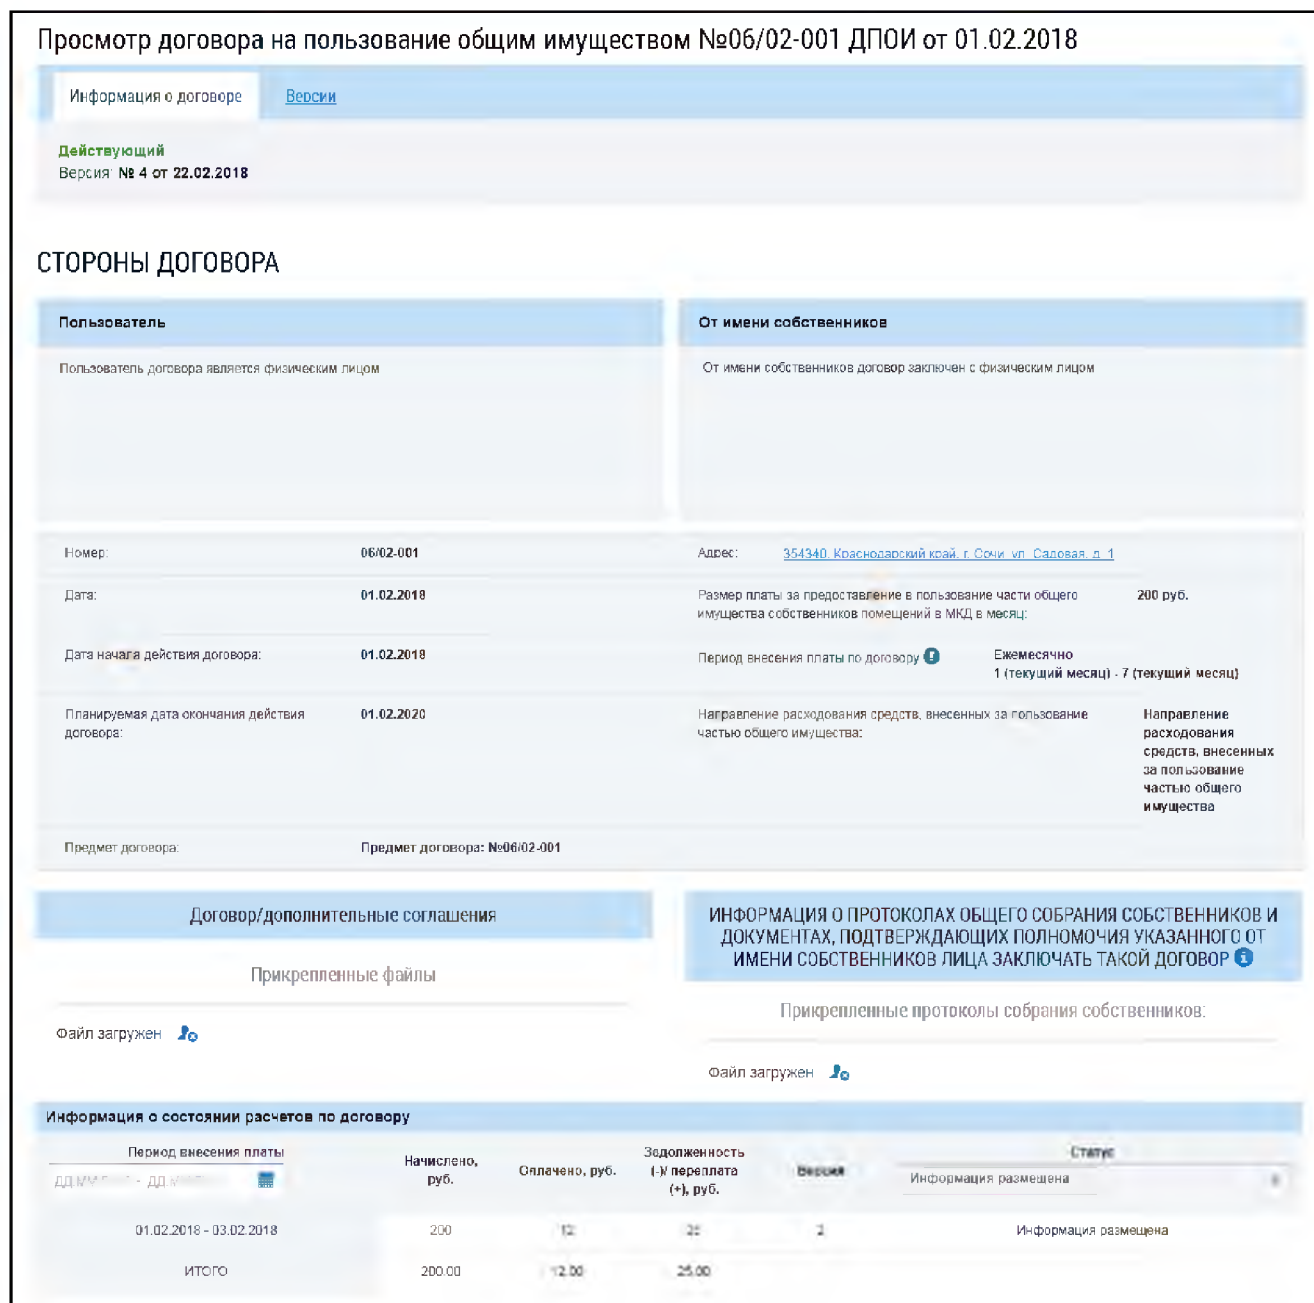 Просмотр договора на пользование общим имуществом №06/02-001 ДПОИ от 01.02.2018
Информация о договоре
Версии
Действующий
Версия: № 4 от 22.02.2018
СТОРОНЫ ДОГОВОРА
Пользователь
Пользователь договора является физическим лицом
От имени собственников
От имени собственников договор заключен с физическим лицом
Номер: 06/02-001
Дата: 01.02.2018
Дата начала действия договора: 01.02.2018
Планируемая дата окончания действия 01.02.2020
договора:
Адрес: 354340, Краснодарский край, г. Сочи, ул. Садовая, д. 1
Размер платы за предоставление в пользование части общего 200 руб.
имущества собственников помещений в МКД в месяц:
Период внесения платы по договору Ежемесячно
1 (текущий месяц) - 7 (текущий месяц)
Направление расходования средств, внесенных за пользование
частью общего имущества:
Направление
расходования
средств, внесенных
за пользование
частью общего
имущества
Предмет договора: Предмет договора: №06/02-001
Договор/дополнительные соглашения
Прикрепленные файлы
Файл загружен
ИНФОРМАЦИЯ О ПРОТОКОЛАХ ОБЩЕГО СОБРАНИЯ СОБСТВЕННИКОВ И
ДОКУМЕНТАХ, ПОДТВЕРЖДАЮЩИХ ПОЛНОМОЧИЯ УКАЗАННОГО ОТ
ИМЕНИ СОБСТВЕННИКОВ ЛИЦА ЗАКЛЮЧАТЬ ТАКОЙ ДОГОВОР
Прикрепленные протоколы собрания собственников:
Файл загружен
Информация о состоянии расчетов по договору
Период внесения платы
ДД.ММ - ДД
Начислено,
руб.
Оплачено, руб.
Задолженность
(-)/ переплата
(+), руб.
Версия
Статус
Информация размещена
01.02.2018 - 03.02.2018 200 12 25 2 Информация размещена
ИТОГО 200.00 12.00 25.00